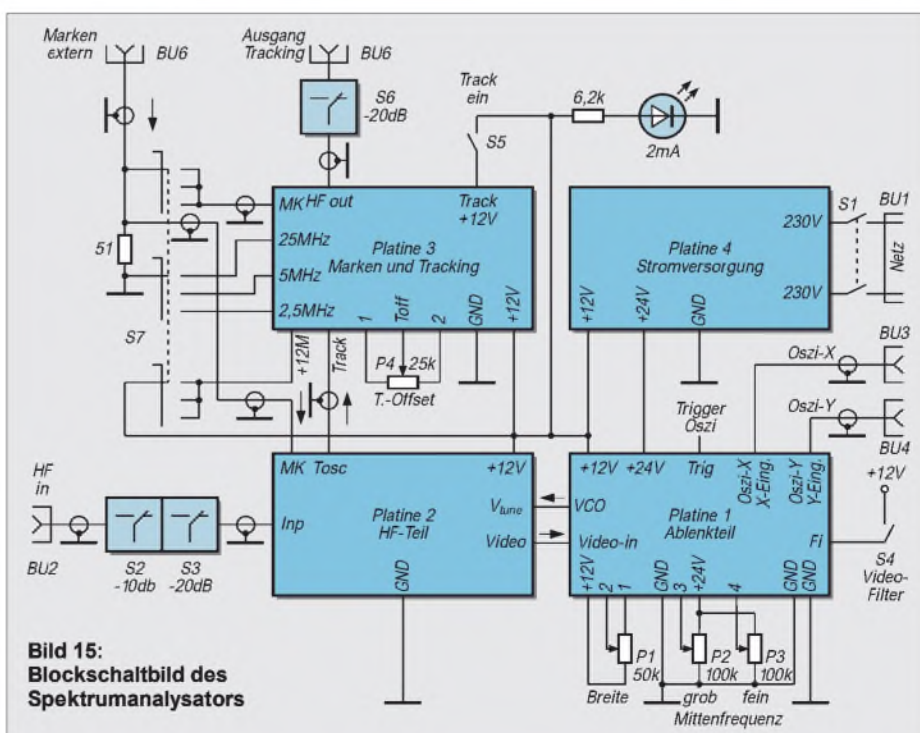 Marken
extern
BU6
Ausgang
Tracking
BU6
S6
-20dB
Track
ein
S5
6,2k
2mA
MK HF out
Track
+12V
25MHz
5MHz
2,5MHz
Platine 3
Marken und Tracking
1
Toff
2
GND
+12V
51
S7
+12M
Track
P4 25k
T.-Offset
Platine 4
Stromversorgung
230V
230V
+12V
+24V
GND
S1
BU1
Netz
BU3
Oszi-X
Oszi-Y
BU4
Trigger
Oszi
HF
in
BU2
S2
-10db
S3
-20dB
MK Tosc
+12V
Inp
Platine 2
HF-Teil
Vtune
Video
GND
+12V
+24V
Trig
Oszi-X
X-Eing.
Oszi-Y
Y-Eing.
VCO
Platine 1
Ablenkteil
Video-in
Fi
+12V
2
1
GND
3
+24V
4
GND
GND
+12V
S4
Video-
Filter
P1
50k
P2
100k
P3
100k
Breite
grob
fein
Mittenfrequenz
Bild 15:
Blockschaltbild des
Spektrumanalysators